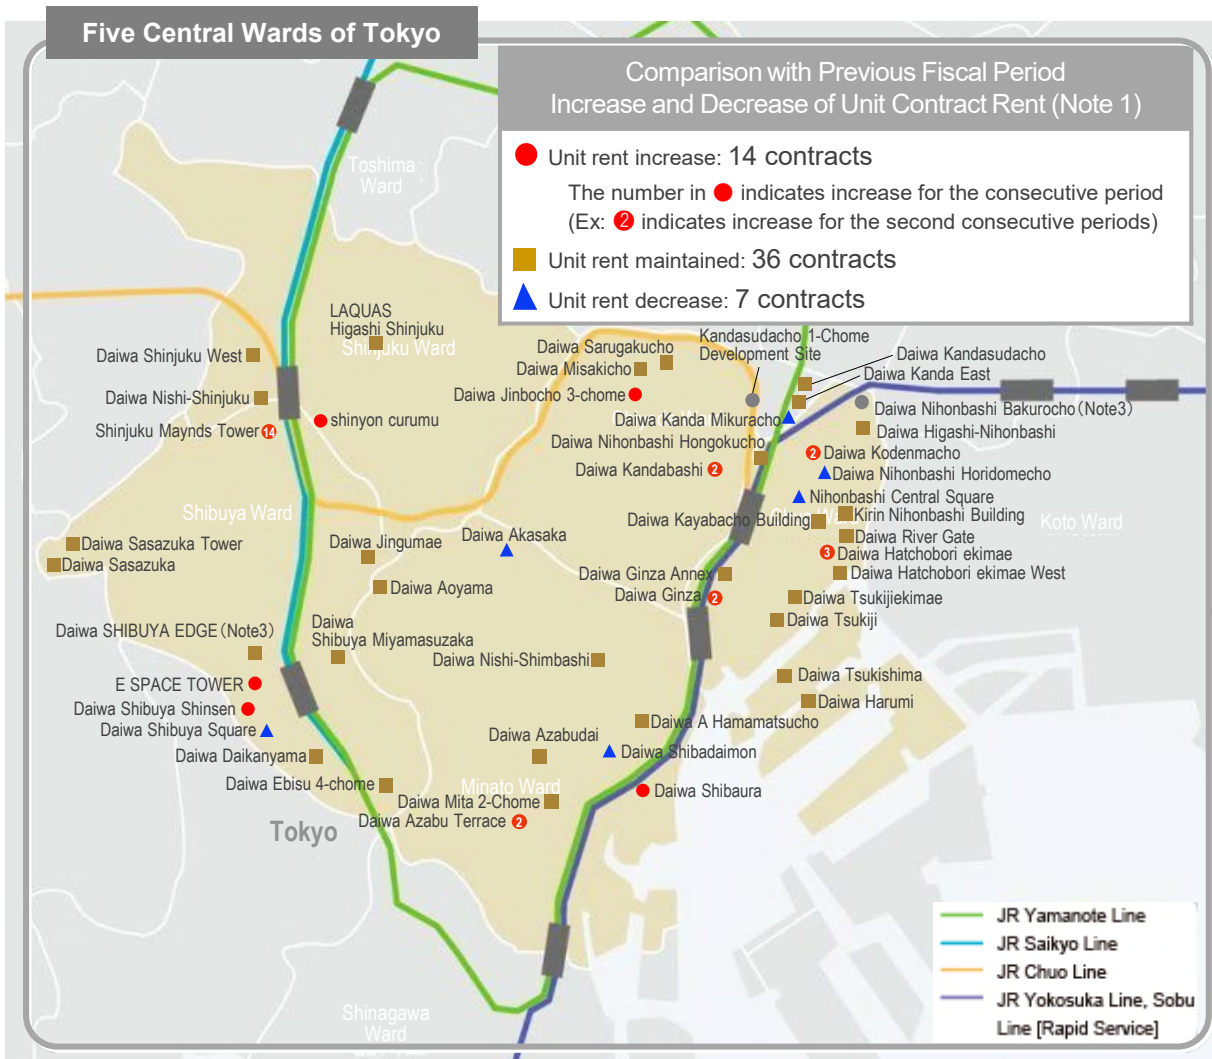 Five Central Wards of Tokyo
Comparison with Previous Fiscal Period
Increase and Decrease of Unit Contract Rent (Note 1)
Unit rent increase: 14 contracts
The number in ● indicates increase for the consecutive period
(Ex: ❷ indicates increase for the second consecutive periods)
Unit rent maintained: 36 contracts
Unit rent decrease: 7 contracts
Toshima
Ward
LAQUAS
Higashi Shinjuku
Shinjuku Ward
Daiwa Shinjuku West
Daiwa Nishi-Shinjuku
Shinjuku Maynds Tower 14
shinyon curumu
Daiwa Sarugakucho
Daiwa Misakicho
Daiwa Jinbocho 3-chome
Kandasudacho 1-Chome
Development Site
Daiwa Kandasudacho
Daiwa Kanda East
Daiwa Kanda Mikuracho
Daiwa Nihonbashi Bakurocho(Note3)
Daiwa Higashi-Nihonbashi
Daiwa Nihonbashi Hongokucho
2 Daiwa Kodenmacho
Daiwa Kandabashi 2
Daiwa Nihonbashi Horidomecho
Nihonbashi Central Square
Shibuya Ward
Daiwa Kayabacho Building
Kirin Nihonbashi Building
Koto Ward
Daiwa River Gate
3 Daiwa Hatchobori ekimae
Daiwa Hatchobori ekimae West
Daiwa Sasazuka Tower
Daiwa Sasazuka
Daiwa Jingumae
Daiwa Akasaka
Daiwa Aoyama
Daiwa Ginza Annex
Daiwa Ginza 2
Daiwa Tsukijiekimae
Daiwa Tsukiji
Daiwa SHIBUYA EDGE(Note3)
Daiwa
Shibuya Miyamasuzaka
Daiwa Nishi-Shimbashi
Daiwa Tsukishima
Daiwa Harumi
E SPACE TOWER
Daiwa Shibuya Shinsen
Daiwa Shibuya Square
Daiwa A Hamamatsucho
Daiwa Azabudai
Daiwa Shibadaimon
Daiwa Daikanyama
Daiwa Ebisu 4-chome
Minato Ward
Daiwa Shibaura
Daiwa Mita 2-Chome
Daiwa Azabu Terrace 2
Tokyo
Shinagawa
Ward
JR Yamanote Line
JR Saikyo Line
JR Chuo Line
JR Yokosuka Line, Sobu
Line [Rapid Service]